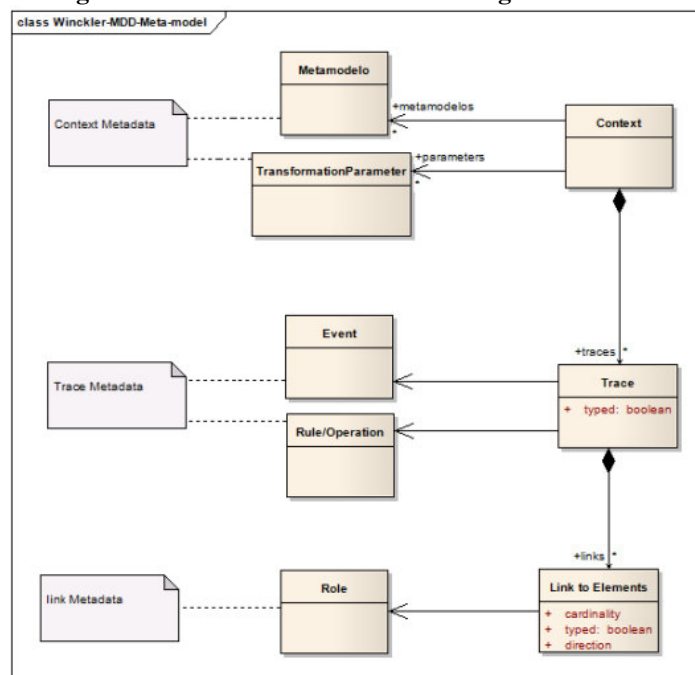 class Winckler-MDD-Meta-model
Metamodelo
+metamodelos
*
Context
Context Metadata
TransformationParameter
+parameters
*
Event
+traces *
Trace Metadata
Trace
+ typed: boolean
Rule/Operation
+links *
link Metadata
Role
Link to Elements
+ cardinality
+ typed: boolean
+ direction